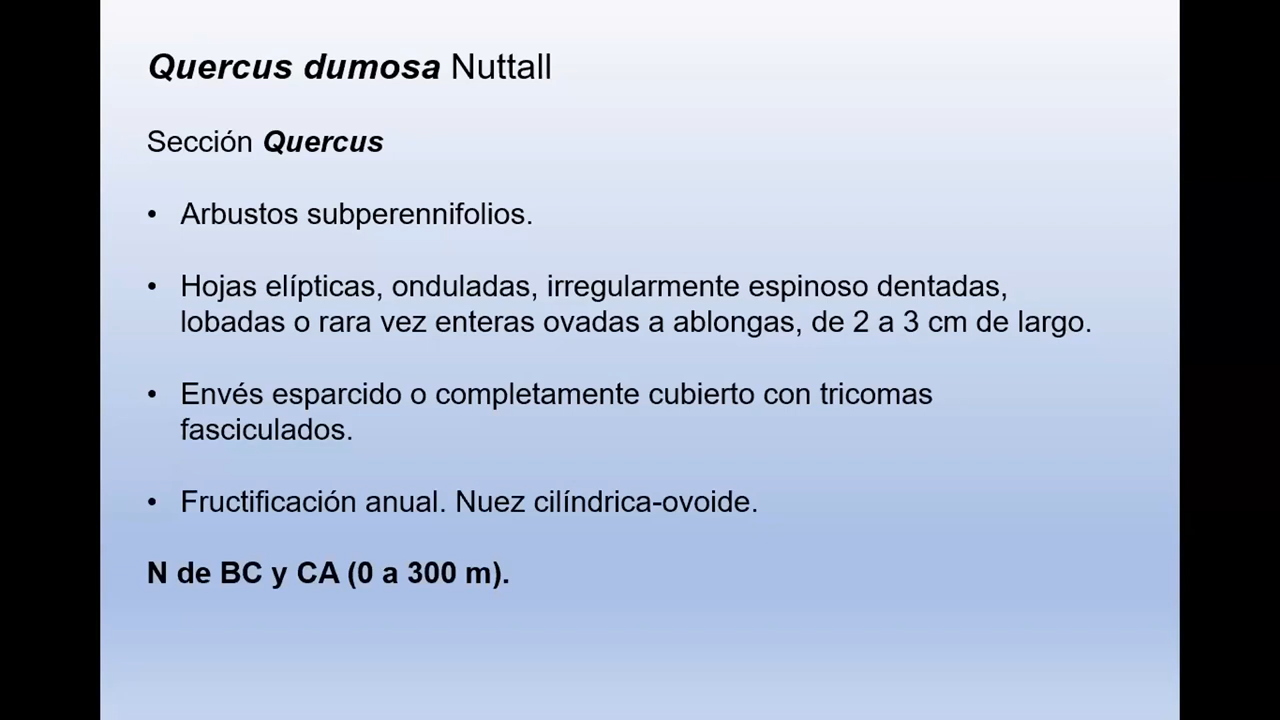 Quercus dumosa Nuttall
Sección Quercus
• Arbustos subperennifolios.
• Hojas elípticas, onduladas, irregularmente espinoso dentadas,
lobadas o rara vez enteras ovadas a ablongas, de 2 a 3 cm de largo.
• Envés esparcido o completamente cubierto con tricomas
fasciculados.
• Fructificación anual. Nuez cilíndrica-ovoide.
N de BC y CA (0 a 300 m).